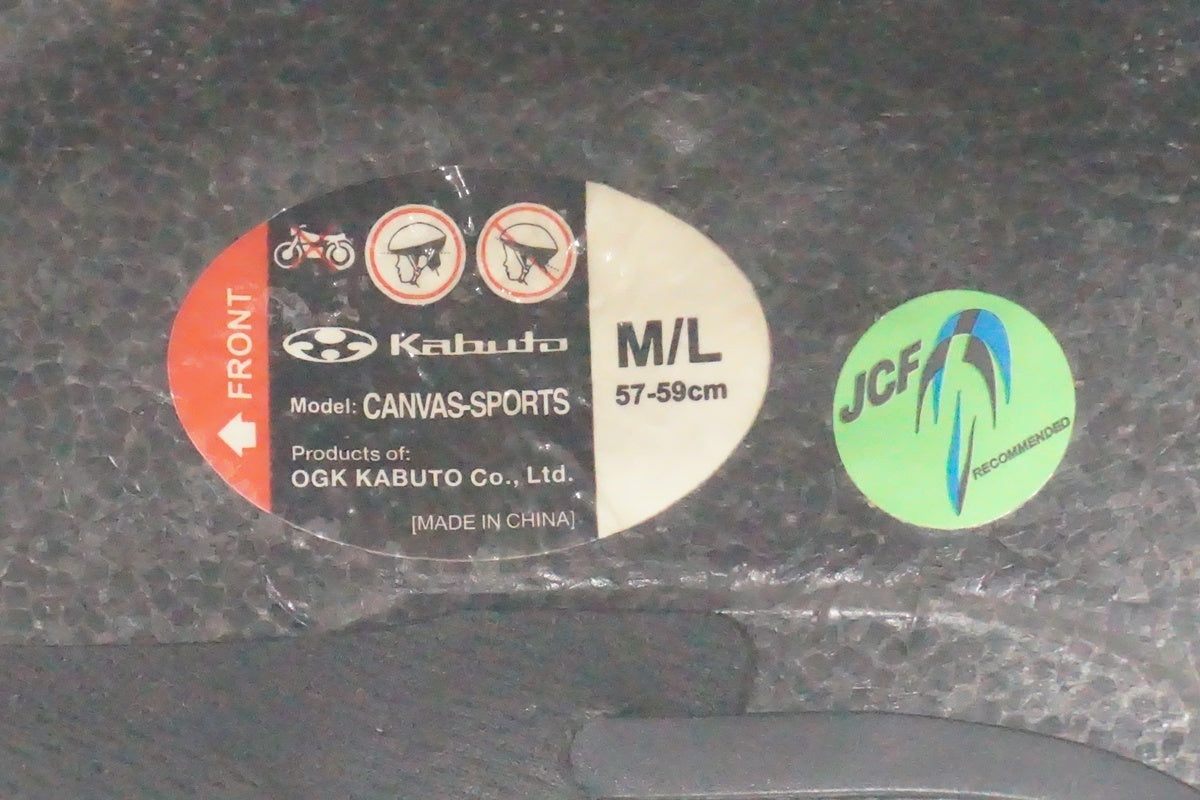 FRONT
Kabuto
Model: CANVAS-SPORTS
Products of:
OGK KABUTO Co., Ltd.
[MADE IN CHINA]
M/L
57-59cm
JCF
RECOMMENDED